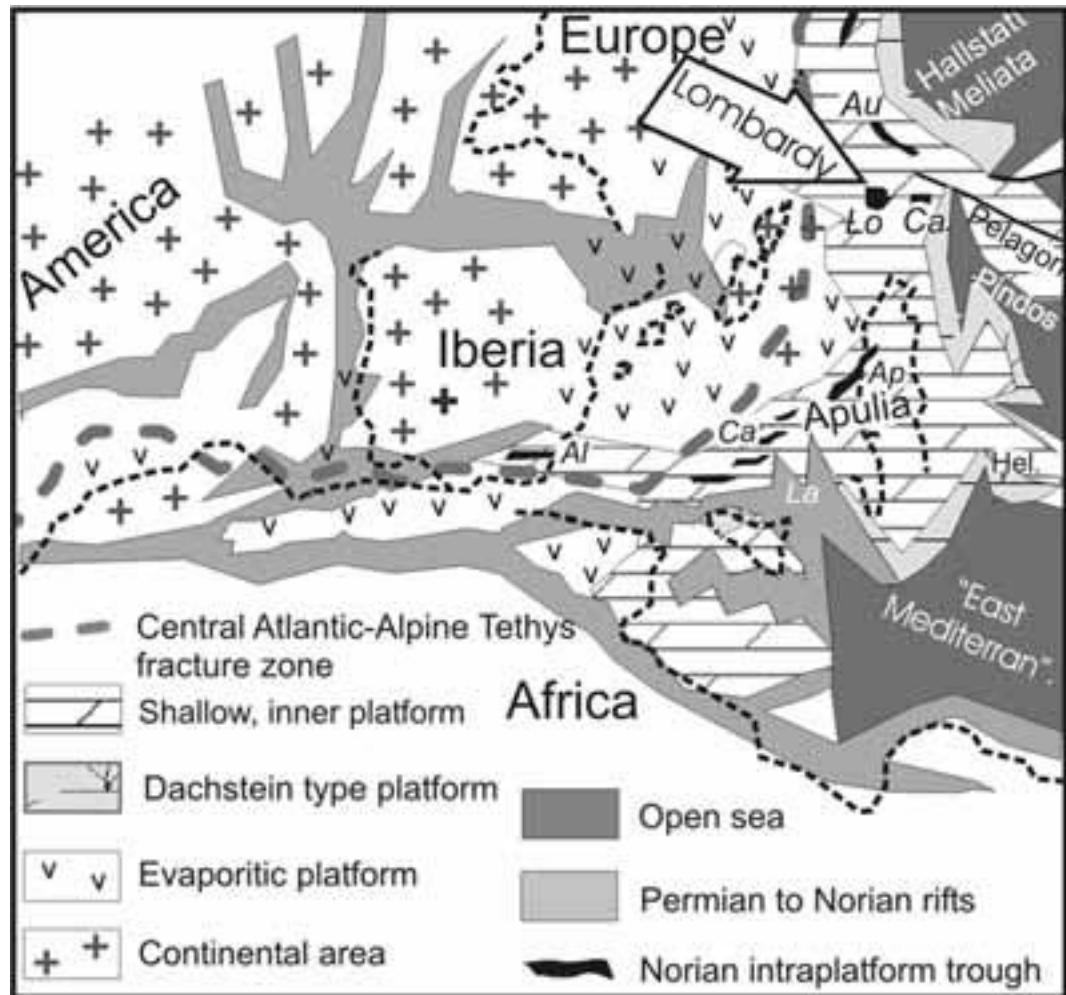 Europe
Hallstatt
Meliata
Lombardy
Au
America
Lo
Ca.
Pelagon
Pindos
Iberia
Ap
Apulia
Ca
Al
Hel.
La
"East
Mediterran".
Africa
Central Atlantic-Alpine Tethys
fracture zone
Shallow, inner platform
Dachstein type platform
Evaporitic platform
Continental area
Open sea
Permian to Norian rifts
Norian intraplatform trough